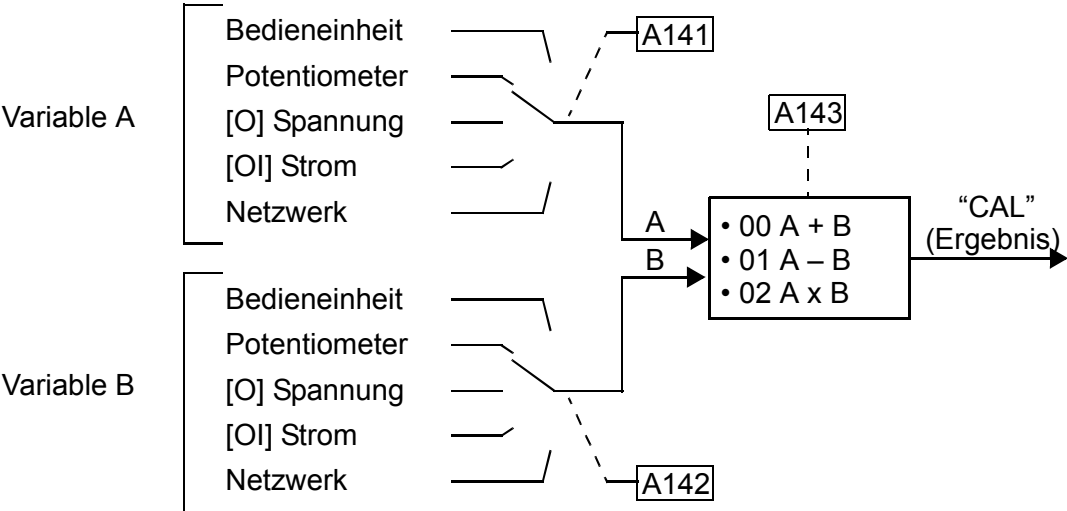 Variable A
Bedieneinheit
Potentiometer
[O] Spannung
[OI] Strom
Netzwerk
A141
A143
A
B
• 00 A + B
• 01 A – B
• 02 A x B
“CAL”
(Ergebnis)
Variable B
Bedieneinheit
Potentiometer
[O] Spannung
[OI] Strom
Netzwerk
A142